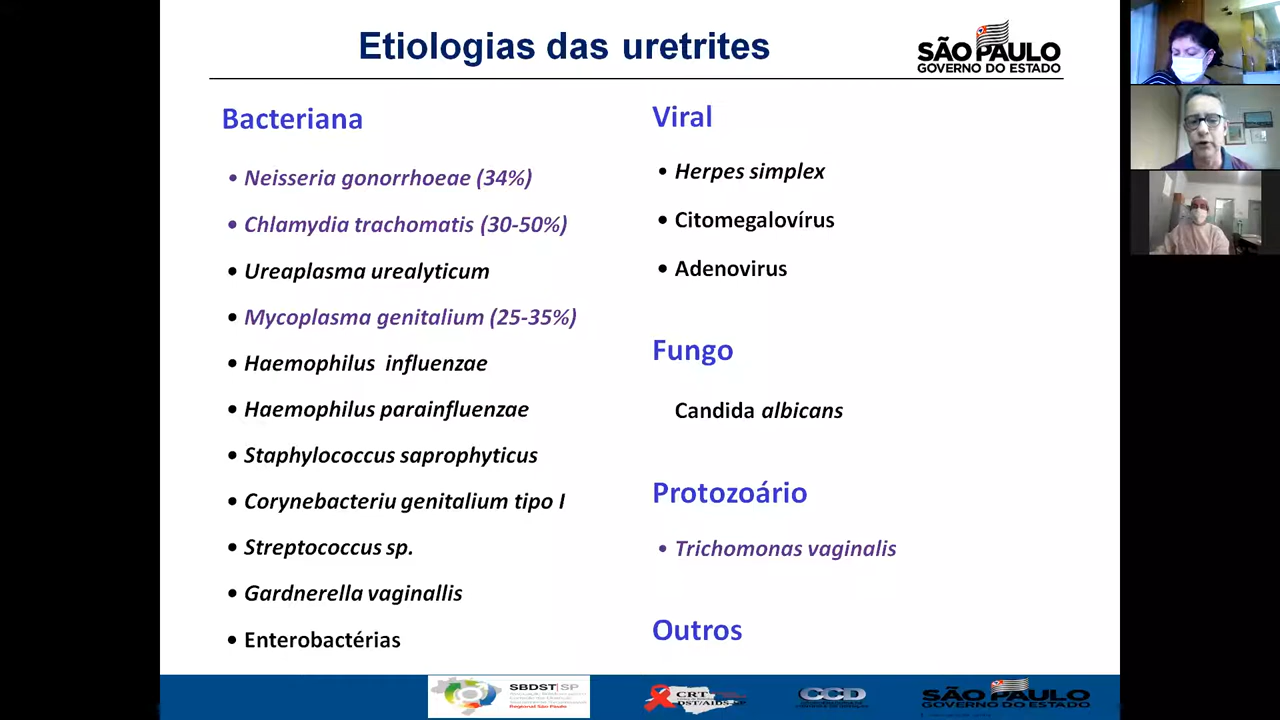 Etiologias das uretrites
SÃO PAULO
GOVERNO DO ESTADO
Bacteriana
• Neisseria gonorrhoeae (34%)
• Chlamydia trachomatis (30-50%)
• Ureaplasma urealyticum
• Mycoplasma genitalium (25-35%)
• Haemophilus influenzae
• Haemophilus parainfluenzae
• Staphylococcus saprophyticus
• Corynebacteriu genitalium tipo I
• Streptococcus sp.
• Gardnerella vaginallis
• Enterobactérias
Viral
• Herpes simplex
• Citomegalovírus
• Adenovirus
Fungo
Candida albicans
Protozoário
• Trichomonas vaginalis
Outros
SBDST SP
Regional São Paulo
CRT
DST/AIDS-SP
CCD
SÃO PAULO
GOVERNO DO ESTADO